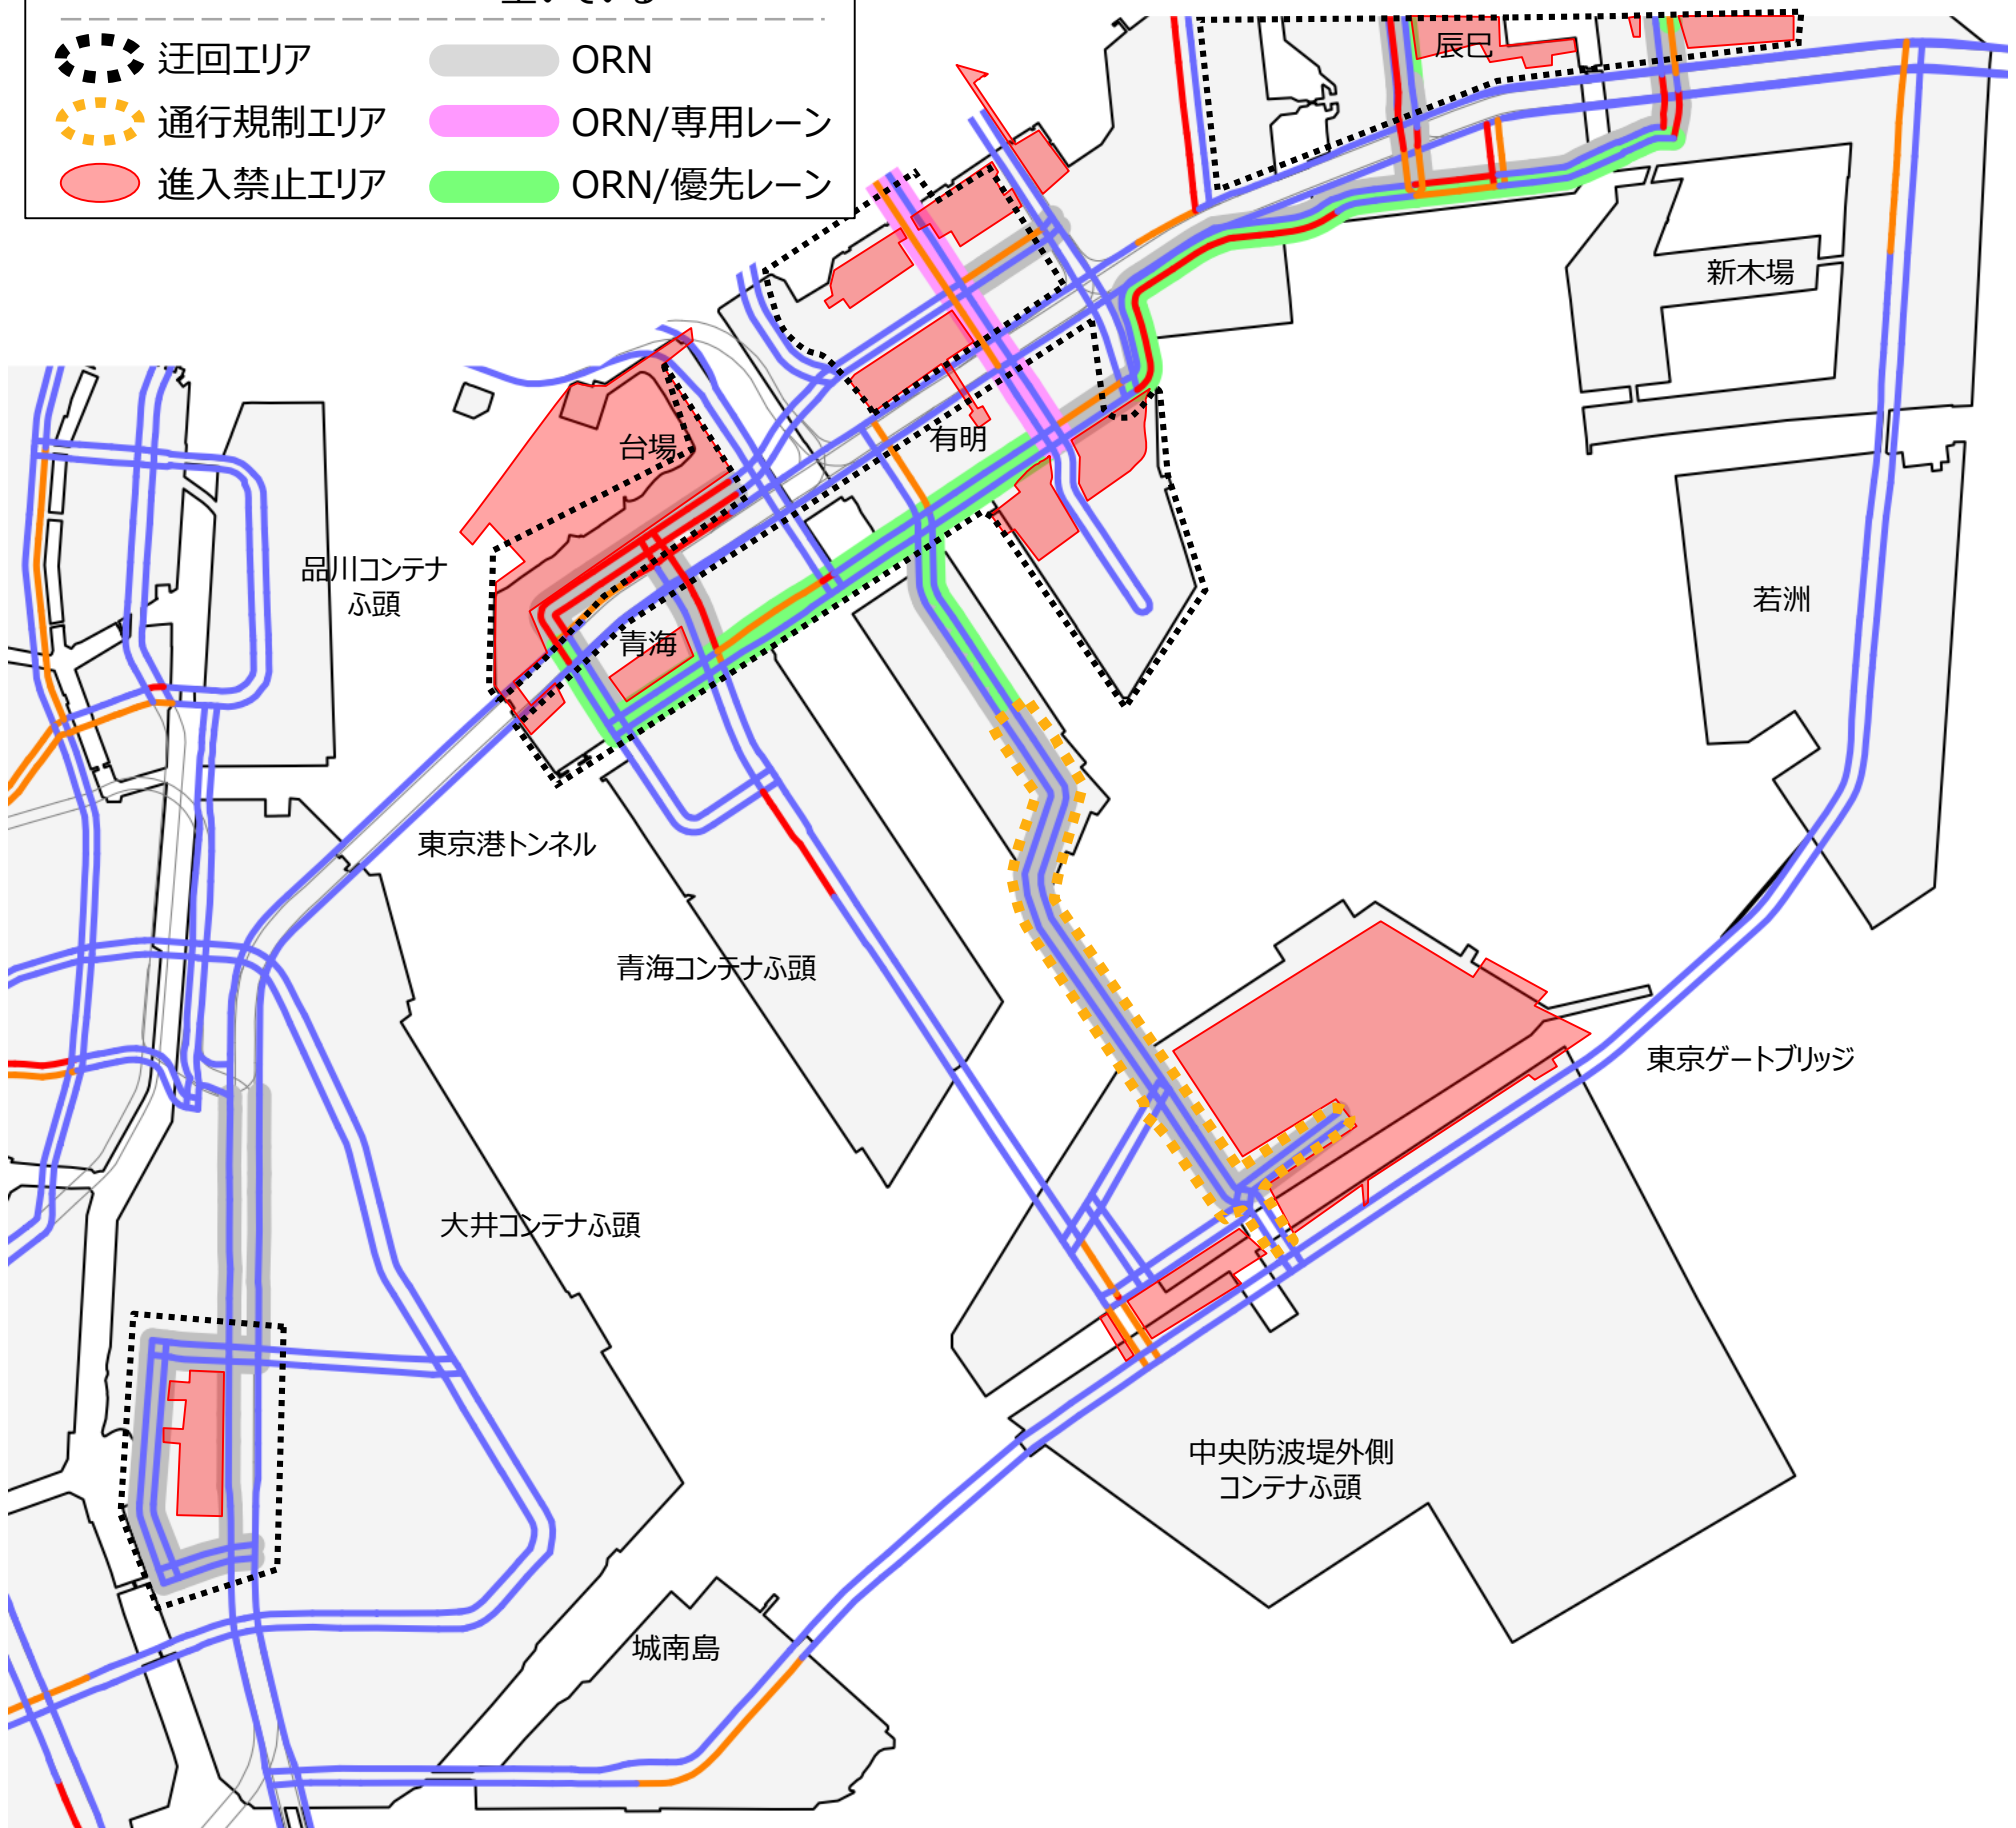 空いている
迂回エリア
ORN
通行規制エリア
ORN/専用レーン
進入禁止エリア
ORN/優先レーン
辰巳
新木場
有明
台場
品川コンテナ
ふ頭
若洲
青海
東京港トンネル
青海コンテナふ頭
東京ゲートブリッジ
大井コンテナふ頭
中央防波堤外側
コンテナふ頭
城南島